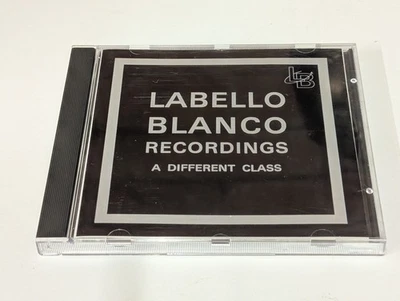 LB
LABELLO
BLANCO
RECORDINGS
A DIFFERENT CLASS